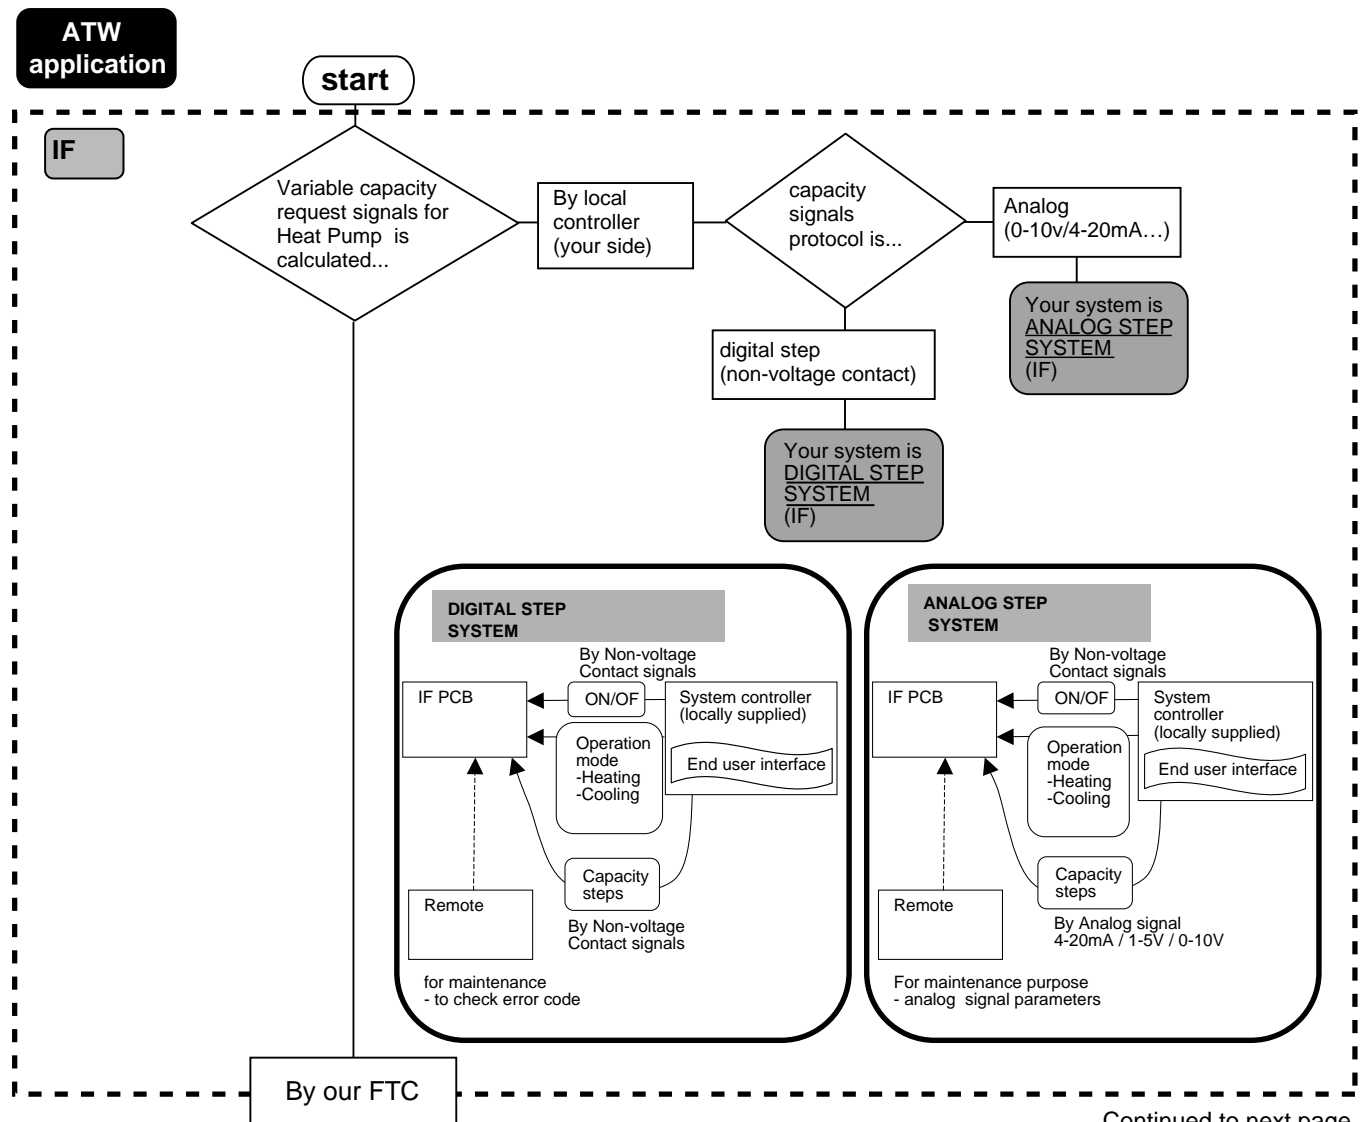 ATW
application
start
IF
Variable capacity
request signals for
Heat Pump is
calculated...
By local
controller
(your side)
capacity
signals
protocol is...
Analog
(0-10v/4-20mA…)
Your system is
ANALOG STEP
SYSTEM
(IF)
digital step
(non-voltage contact)
Your system is
DIGITAL STEP
SYSTEM
(IF)
DIGITAL STEP
SYSTEM
By Non-voltage
Contact signals
IF PCB
ON/OF
System controller
(locally supplied)
Operation
mode
-Heating
-Cooling
End user interface
Capacity
steps
Remote
By Non-voltage
Contact signals
for maintenance
- to check error code
ANALOG STEP
SYSTEM
By Non-voltage
Contact signals
IF PCB
ON/OF
System
controller
(locally supplied)
Operation
mode
-Heating
-Cooling
End user interface
Capacity
steps
Remote
By Analog signal
4-20mA / 1-5V / 0-10V
For maintenance purpose
- analog signal parameters
By our FTC
Continued to next page